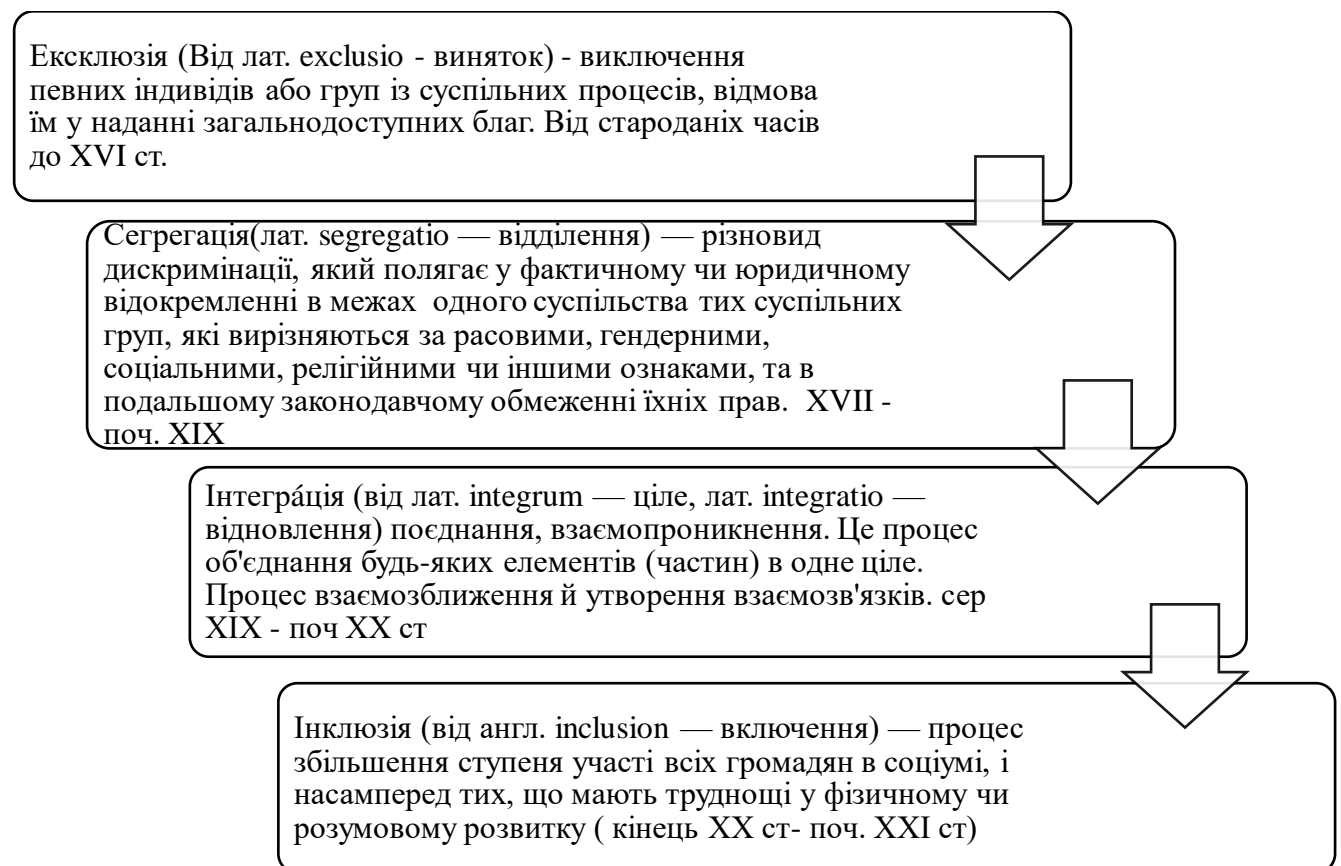 Ексклюзія (Від лат. exclusio - виняток) - виключення
певних індивідів або груп із суспільних процесів, відмова
їм у наданні загальнодоступних благ. Від староданіх часів
до XVI ст.
Сегрегація(лат. segregatio — відділення) — різновид
дискримінації, який полягає у фактичному чи юридичному
відокремленні в межах одного суспільства тих суспільних
груп, які вирізняються за расовими, гендерними,
соціальними, релігійними чи іншими ознаками, та в
подальшому законодавчому обмеженні їхніх прав. XVII -
поч. XIX
Інтегра́ція (від лат. integrum — ціле, лат. integratio —
відновлення) поєднання, взаємопроникнення. Це процес
об'єднання будь-яких елементів (частин) в одне ціле.
Процес взаємозближення й утворення взаємозв'язків. сер
XIX - поч XX ст
Інклюзія (від англ. inclusion — включення) — процес
збільшення ступеня участі всіх громадян в соціумі, і
насамперед тих, що мають труднощі у фізичному чи
розумовому розвитку ( кінець XX ст- поч. XXI ст)